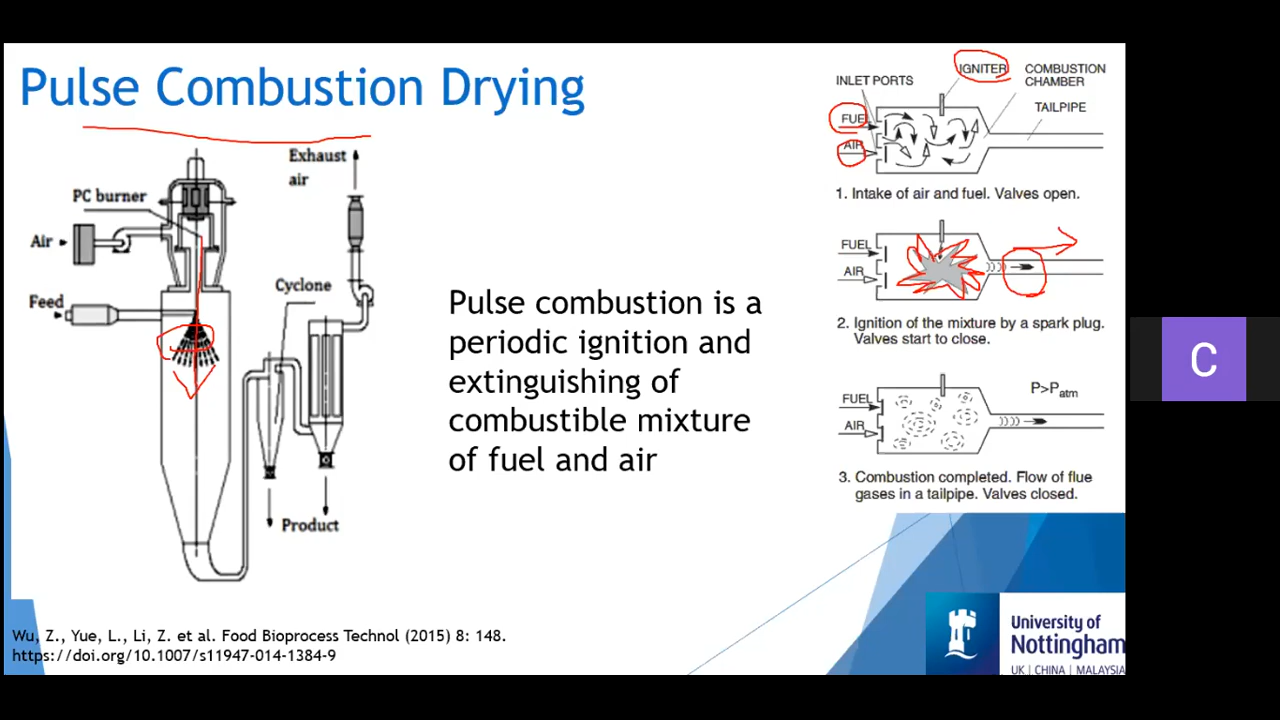 Pulse Combustion Drying
Exhaust
air
PC burner
Air
Feed
Cyclone
Product
Pulse combustion is a
periodic ignition and
extinguishing of
combustible mixture
of fuel and air
IGNITER
COMBUSTION
CHAMBER
INLET PORTS
TAILPIPE
FUEL
AIR
1. Intake of air and fuel. Valves open.
FUEL
AIR
2. Ignition of the mixture by a spark plug.
Valves start to close.
P>Patm
FUEL
AIR
3. Combustion completed. Flow of flue
gases in a tailpipe. Valves closed.
C
Wu, Z., Yue, L., Li, Z. et al. Food Bioprocess Technol (2015) 8: 148.
https://doi.org/10.1007/s11947-014-1384-9
University of
Nottingham
UK | CHINA | MALAYSIA